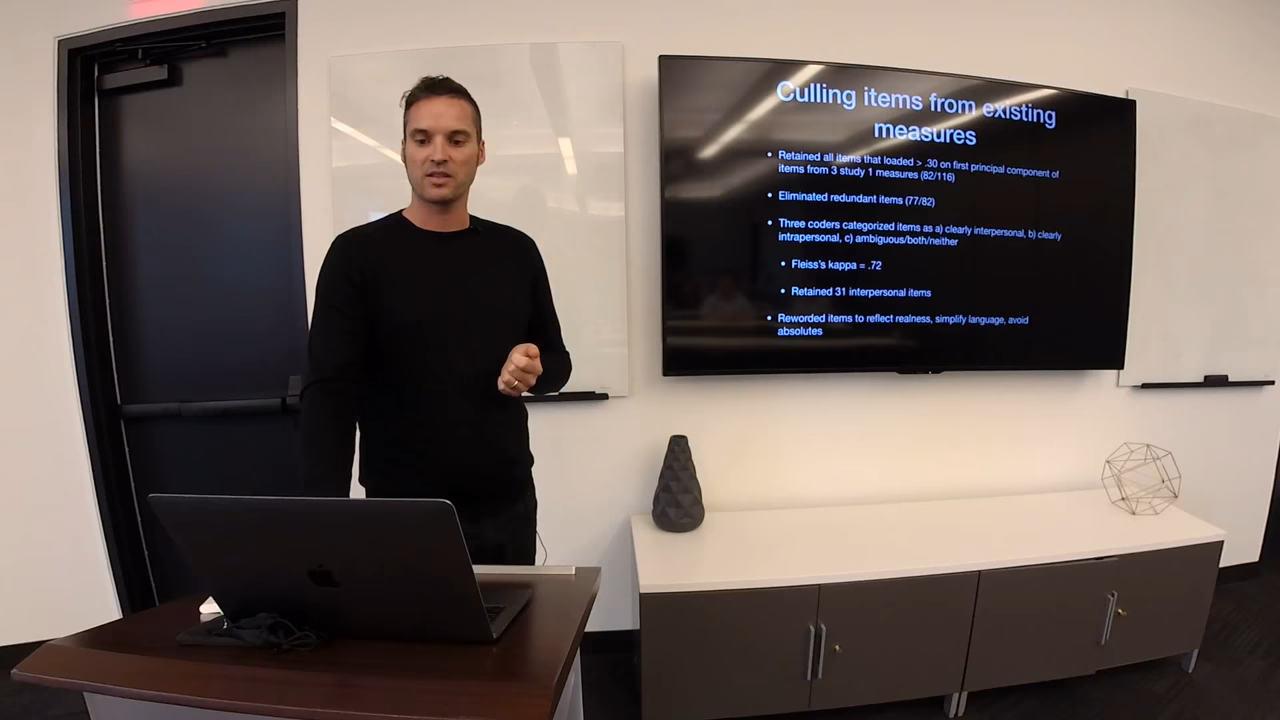 Culling items from existing
measures
• Retained all items that loaded > .30 on first principal component of
items from 3 study 1 measures (82/116)
• Eliminated redundant items (77/82)
• Three coders categorized items as a) clearly interpersonal, b) clearly
intrapersonal, c) ambiguous/both/neither
• Fleiss's kappa = .72
• Retained 31 interpersonal items
• Reworded items to reflect realness, simplify language, avoid
absolutes